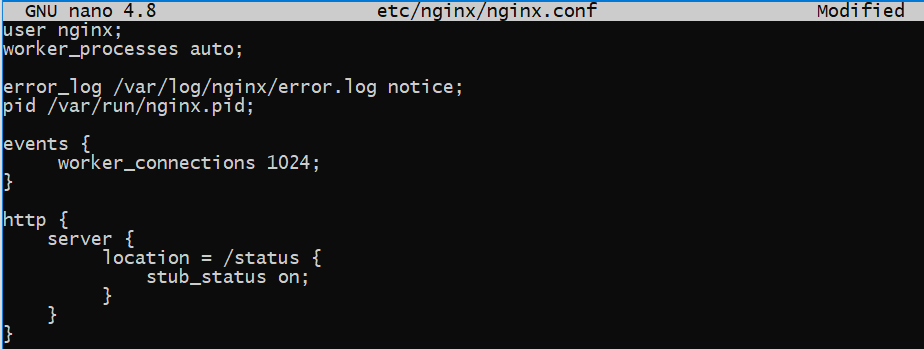 GNU nano 4.8 etc/nginx/nginx.conf Modified
user nginx;
worker_processes auto;
error_log /var/log/nginx/error.log notice;
pid /var/run/nginx.pid;
events {
worker_connections 1024;
}
http {
server {
location = /status {
stub_status on;
}
}
}